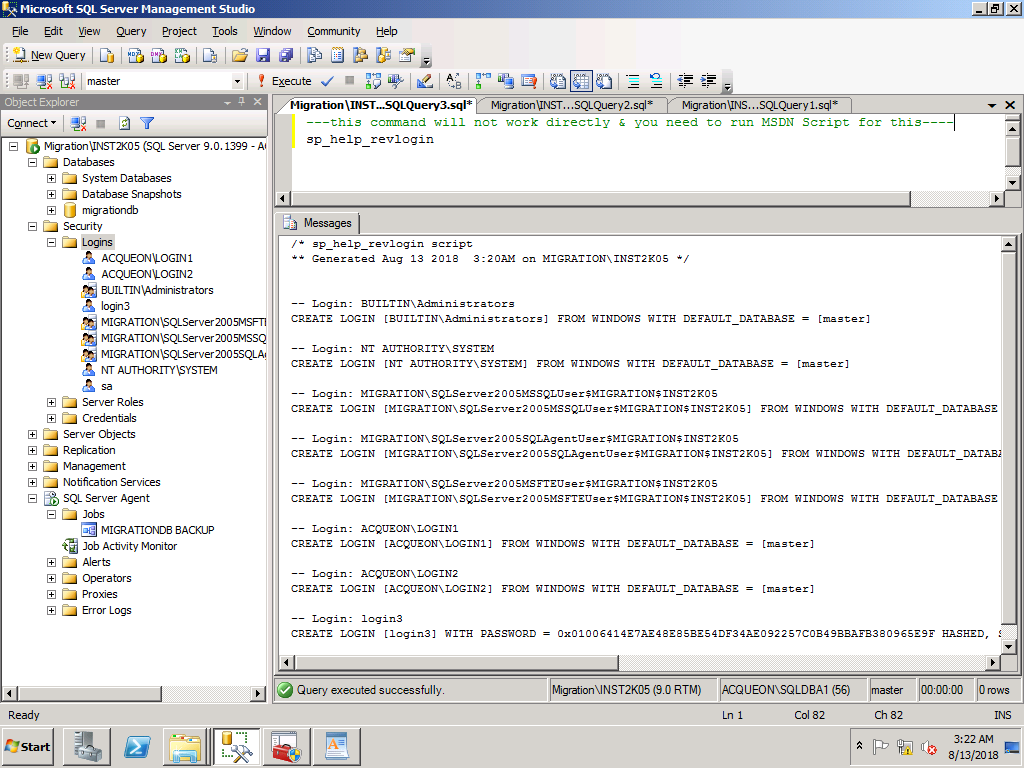 Microsoft SQL Server Management Studio
File Edit View Query Project Tools Window Community Help
New Query
master
Execute
Object Explorer
Connect
Migration\INST2K05 (SQL Server 9.0.1399 - A
Databases
System Databases
Database Snapshots
migrationdb
Security
Logins
ACQUEON\LOGIN1
ACQUEON\LOGIN2
BUILTIN\Administrators
login3
MIGRATION\SQLServer2005MSFTE
MIGRATION\SQLServer2005MSSQ
MIGRATION\SQLServer2005SQLAg
NT AUTHORITY\SYSTEM
sa
Server Roles
Credentials
Server Objects
Replication
Management
Notification Services
SQL Server Agent
Jobs
MIGRATIONDB BACKUP
Job Activity Monitor
Alerts
Operators
Proxies
Error Logs
Migration\INST...SQLQuery3.sql* Migration\INST...SQLQuery2.sql* Migration\INS...SQLQuery1.sql*
---this command will not work directly & you need to run MSDN Script for this----
sp_help_revlogin
Messages
/* sp_help_revlogin script
** Generated Aug 13 2018  3:20AM on MIGRATION\INST2K05 */
-- Login: BUILTIN\Administrators
CREATE LOGIN [BUILTIN\Administrators] FROM WINDOWS WITH DEFAULT_DATABASE = [master]
-- Login: NT AUTHORITY\SYSTEM
CREATE LOGIN [NT AUTHORITY\SYSTEM] FROM WINDOWS WITH DEFAULT_DATABASE = [master]
-- Login: MIGRATION\SQLServer2005MSSQLUser$MIGRATION$INST2K05
CREATE LOGIN [MIGRATION\SQLServer2005MSSQLUser$MIGRATION$INST2K05] FROM WINDOWS WITH DEFAULT_DATABASE
-- Login: MIGRATION\SQLServer2005SQLAgentUser$MIGRATION$INST2K05
CREATE LOGIN [MIGRATION\SQLServer2005SQLAgentUser$MIGRATION$INST2K05] FROM WINDOWS WITH DEFAULT_DATABA
-- Login: MIGRATION\SQLServer2005MSFTEUser$MIGRATION$INST2K05
CREATE LOGIN [MIGRATION\SQLServer2005MSFTEUser$MIGRATION$INST2K05] FROM WINDOWS WITH DEFAULT_DATABASE
-- Login: ACQUEON\LOGIN1
CREATE LOGIN [ACQUEON\LOGIN1] FROM WINDOWS WITH DEFAULT_DATABASE = [master]
-- Login: ACQUEON\LOGIN2
CREATE LOGIN [ACQUEON\LOGIN2] FROM WINDOWS WITH DEFAULT_DATABASE = [master]
-- Login: login3
CREATE LOGIN [login3] WITH PASSWORD = 0x01006414E7AE48E85BE54DF34AE092257C0B49BBAFB380965E9F HASHED, S
Query executed successfully. Migration\INST2K05 (9.0 RTM) ACQUEON\SQLDBA1 (56) master 00:00:00 0 rows
Ready Ln 1 Col 82 Ch 82 INS
Start
3:22 AM
8/13/2018